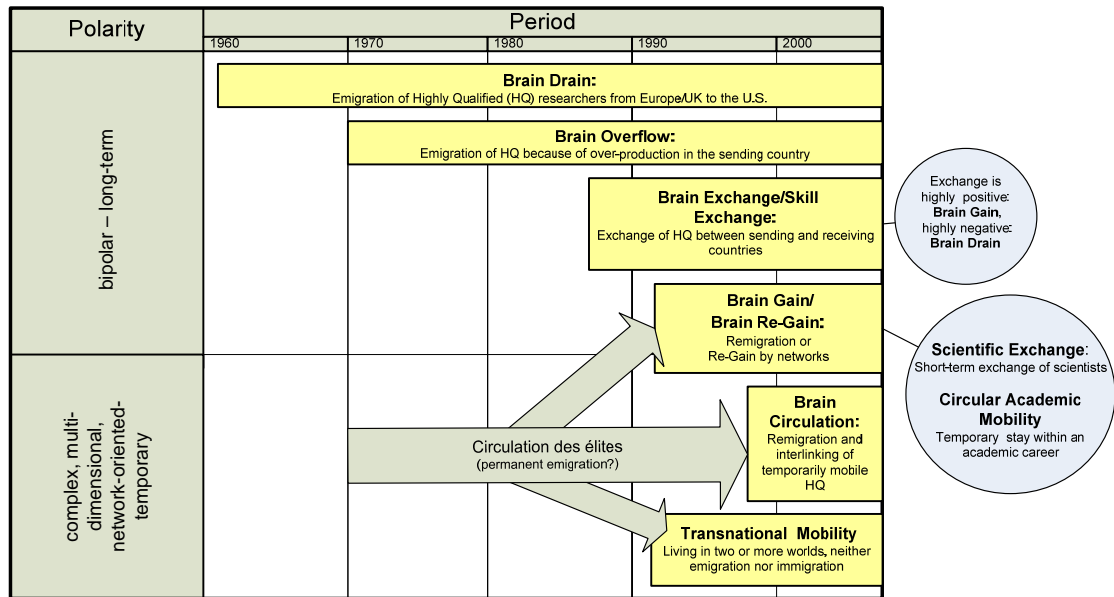 Polarity
Period
1960
1970
1980
1990
2000
bipolar – long-term
Brain Drain:
Emigration of Highly Qualified (HQ) researchers from Europe/UK to the U.S.
Brain Overflow:
Emigration of HQ because of over-production in the sending country
Brain Exchange/Skill
Exchange:
Exchange of HQ between sending and receiving
countries
Exchange is
highly positive:
Brain Gain,
highly negative:
Brain Drain
Brain Gain/
Brain Re-Gain:
Remigration or
Re-Gain by networks
Scientific Exchange:
Short-term exchange of scientists
Circular Academic
Mobility
Temporary stay within an
academic career
complex, multi-
dimensional,
network-oriented-
temporary
Circulation des élites
(permanent emigration?)
Brain
Circulation:
Remigration and
interlinking of
temporarily mobile
HQ
Transnational Mobility
Living in two or more worlds, neither
emigration nor immigration